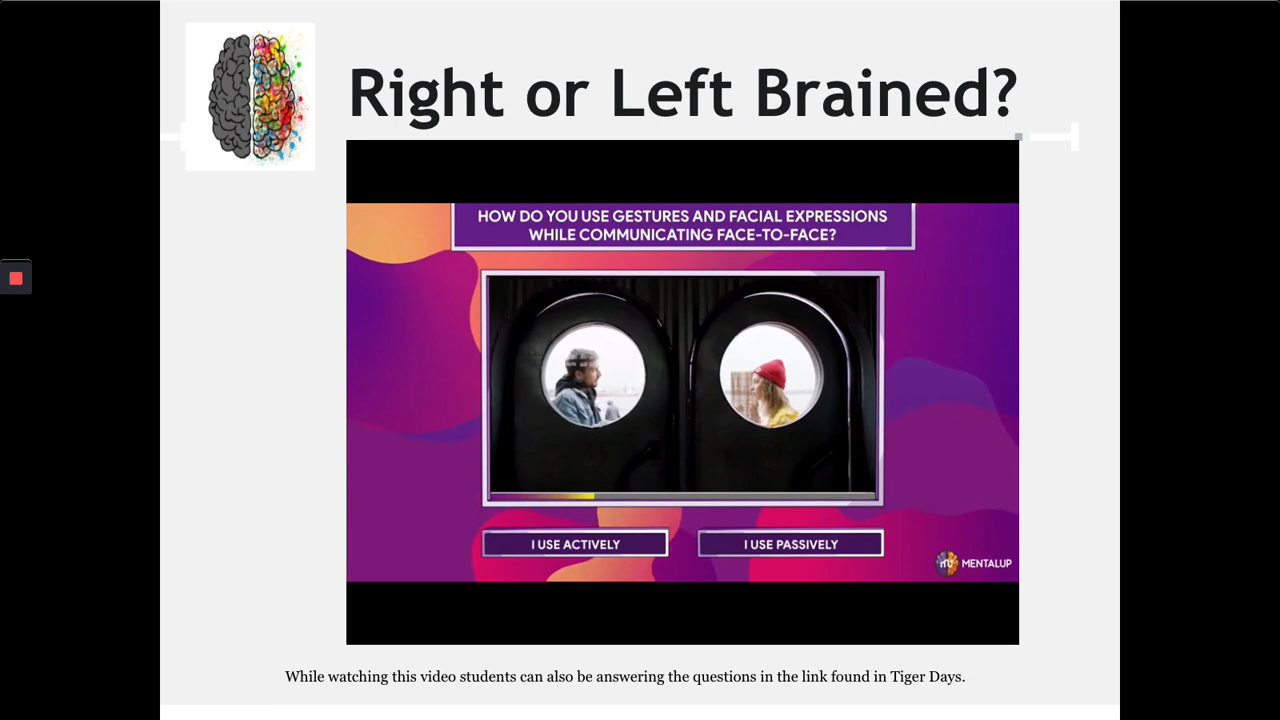 Right or Left Brained?
HOW DO YOU USE GESTURES AND FACIAL EXPRESSIONS
WHILE COMMUNICATING FACE-TO-FACE?
I USE ACTIVELY
I USE PASSIVELY
MENTALUP
While watching this video students can also be answering the questions in the link found in Tiger Days.